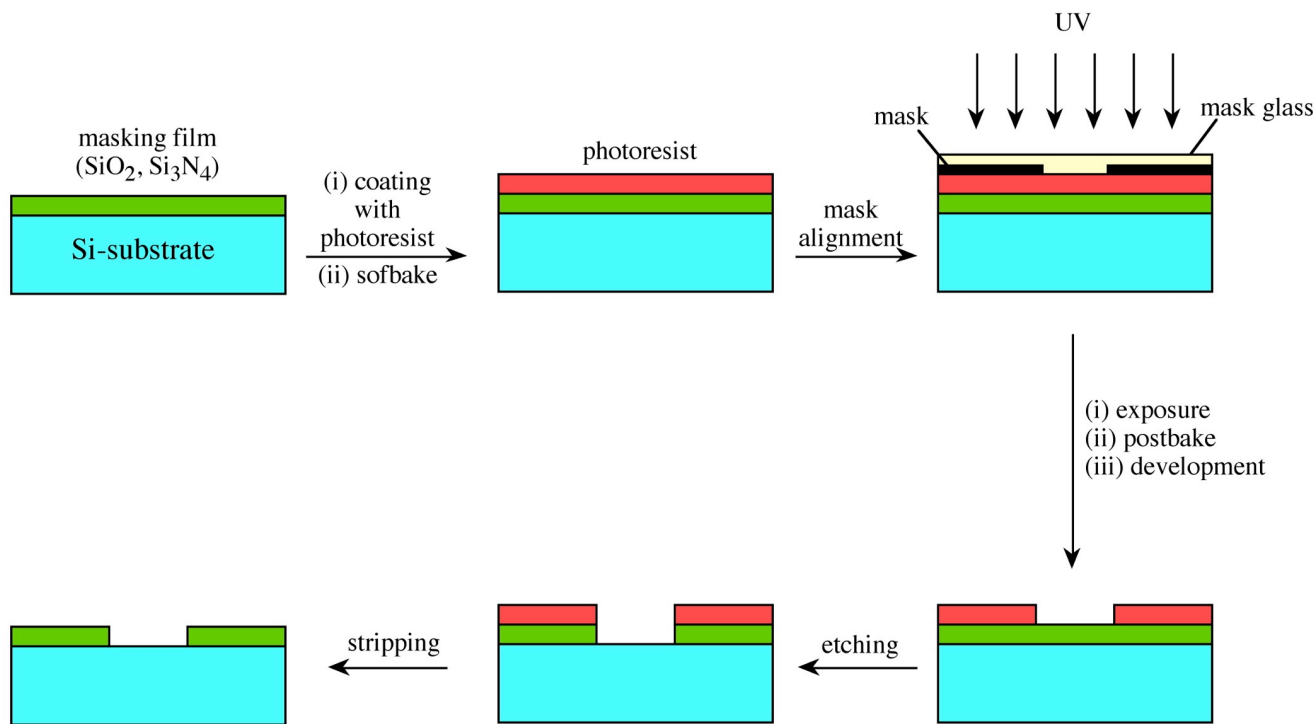 masking film
(SiO2, Si3N4)
Si-substrate
(i) coating
with
photoresist
(ii) sofbake
photoresist
mask
alignment
UV
mask
mask glass
(i) exposure
(ii) postbake
(iii) development
etching
stripping